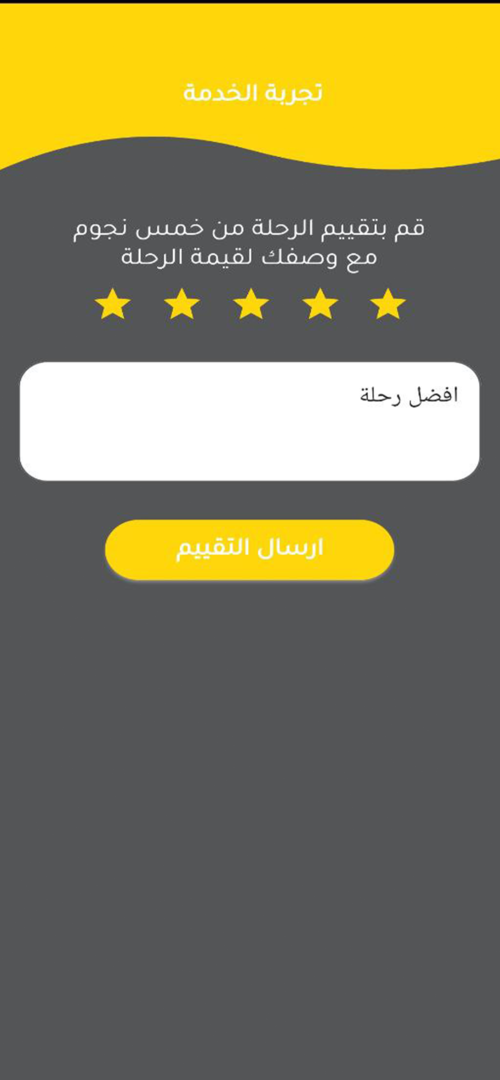 تجربة الخدمة
قم بتقييم الرحلة من خمس نجوم
مع وصفك لقيمة الرحلة
افضل رحلة
ارسال التقييم